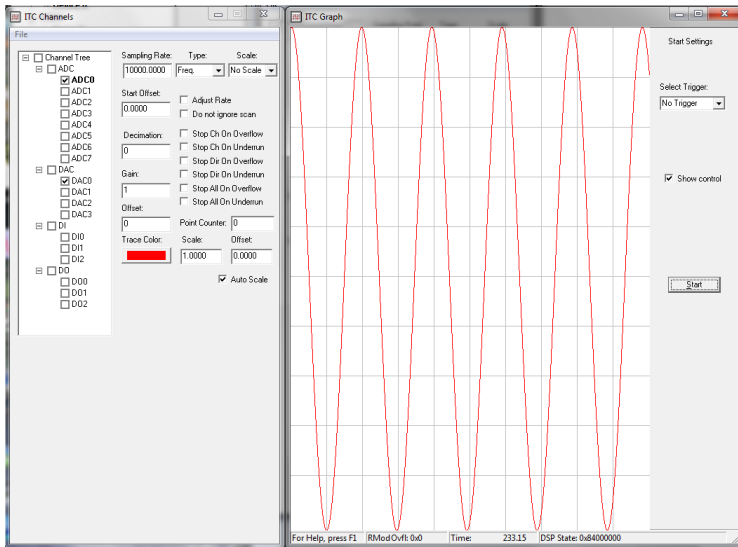 ITC Channels
File
Channel Tree
ADC
ADC0
ADC1
ADC2
ADC3
ADC4
ADC5
ADC6
ADC7
DAC
DAC0
DAC1
DAC2
DAC3
DI
DI0
DI1
DI2
DO
DO0
DO1
DO2
Sampling Rate: Type: Scale:
10000.0000 Freq. No Scale
Start Offset:
0.0000
Adjust Rate
Do not ignore scan
Decimation:
0
Stop Ch On Overflow
Stop Ch On Underrun
Stop Dir On Overflow
Stop Dir On Underrun
Stop All On Overflow
Stop All On Underrun
Gain:
1
Offset:
0
Point Counter: 0
Trace Color: Scale: Offset:
1.0000 0.0000
Auto Scale
ITC Graph
Start Settings
Select Trigger:
No Trigger
Show control
Start
For Help, press F1 RModOvfl: 0x0 Time: 233.15 DSP State: 0x84000000